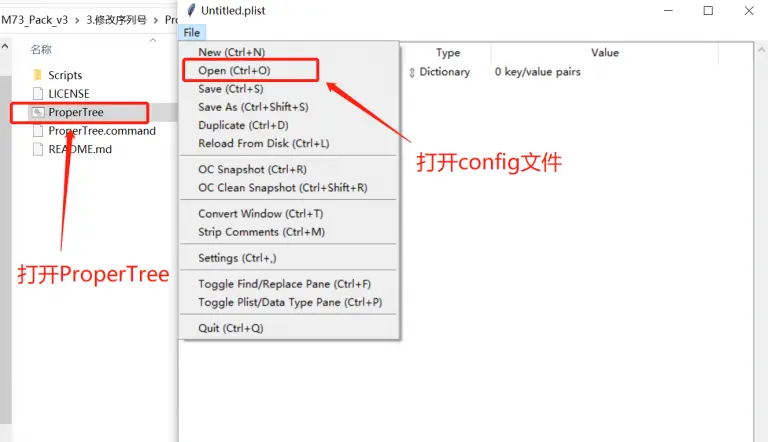 M73_Pack_v3 > 3.修改序列号 > Pro
名称
Scripts
LICENSE
ProperTree
ProperTree.command
README.md
打开ProperTree
Untitled.plist
File
New (Ctrl+N)
Open (Ctrl+O)
Save (Ctrl+S)
Save As (Ctrl+Shift+S)
Duplicate (Ctrl+D)
Reload From Disk (Ctrl+L)
OC Snapshot (Ctrl+R)
OC Clean Snapshot (Ctrl+Shift+R)
Convert Window (Ctrl+T)
Strip Comments (Ctrl+M)
Settings (Ctrl+,)
Toggle Find/Replace Pane (Ctrl+F)
Toggle Plist/Data Type Pane (Ctrl+P)
Quit (Ctrl+Q)
Type Value
Dictionary 0 key/value pairs
打开config文件